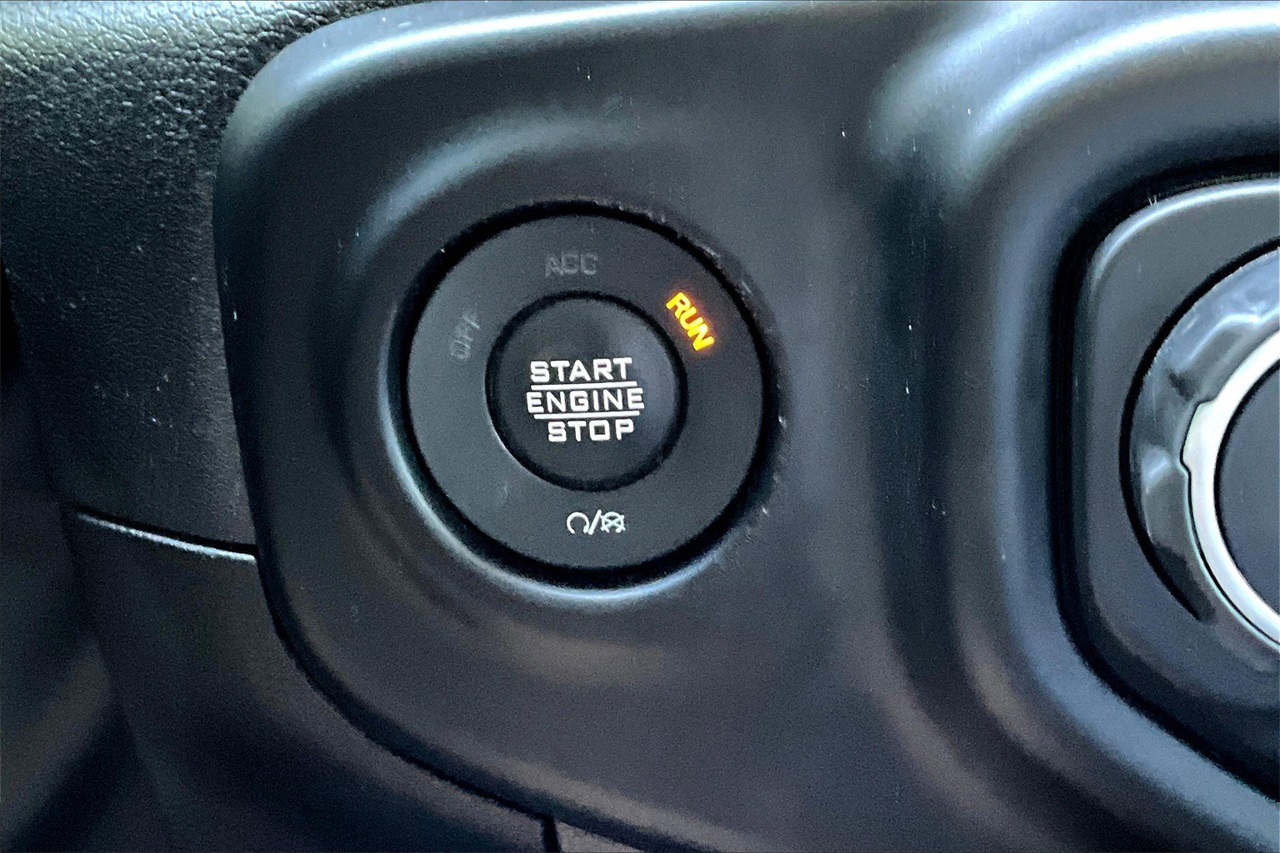 ACC
RUN
OFF
START
ENGINE
STOP